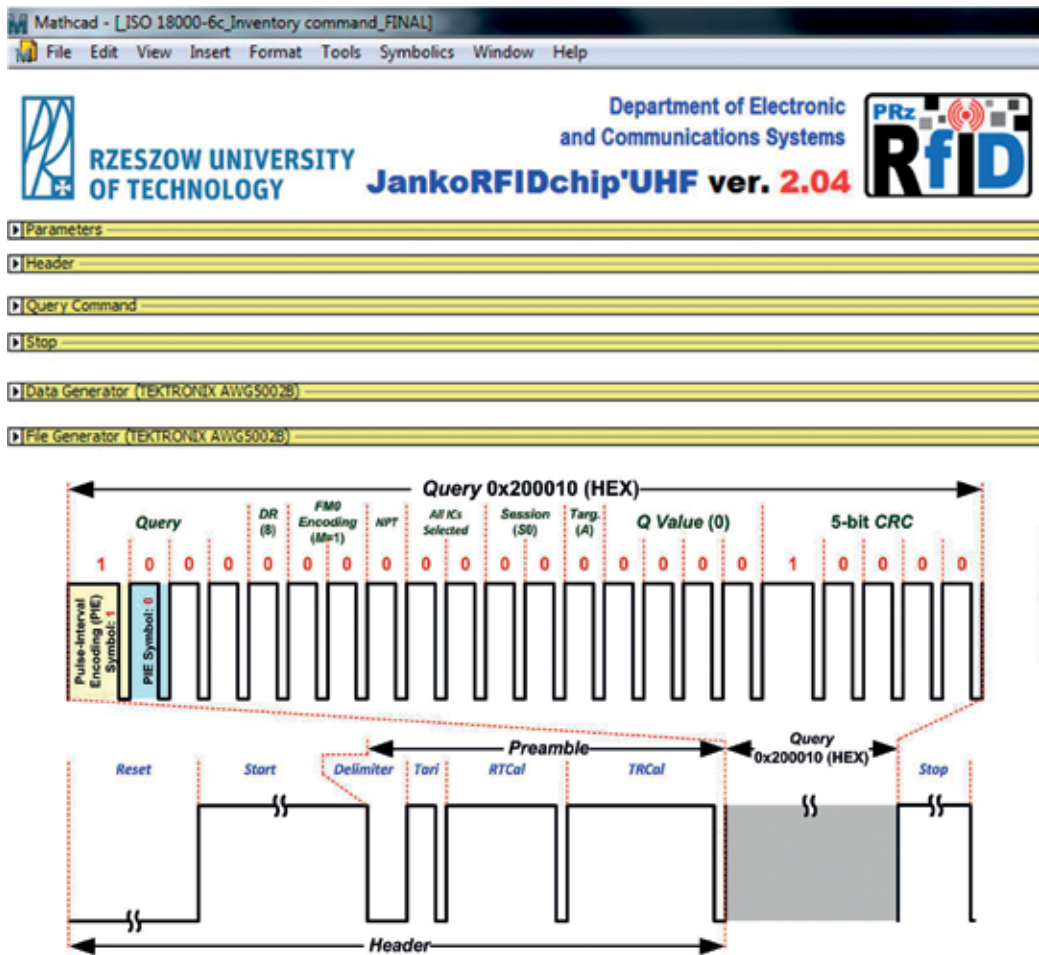 Mathcad - [_ISO 18000-6c_Inventory command_FINAL]
File Edit View Insert Format Tools Symbolics Window Help
RZESZOW UNIVERSITY
OF TECHNOLOGY
Department of Electronic
and Communications Systems
JankoRFIDchip'UHF ver. 2.04
PRz
RfID
Parameters
Header
Query Command
Stop
Data Generator (TEKTRONIX AWG5002B)
File Generator (TEKTRONIX AWG5002B)
Query 0x200010 (HEX)
Query
DR
(8)
FM0
Encoding
(M=1)
NPT
All ICs
Selected
Session
(S0)
Targ.
(A)
Q Value (0)
5-bit CRC
1 0 0 0 0 0 0 0 0 0 0 0 0 0 0 0 0 1 0 0 0 0
Pulse-Interval
Encoding (PIE)
Symbol: 1
PIE Symbol: 0
Preamble
Query
0x200010 (HEX)
Reset Start Delimiter Tari RTCal TRCal Stop
Header